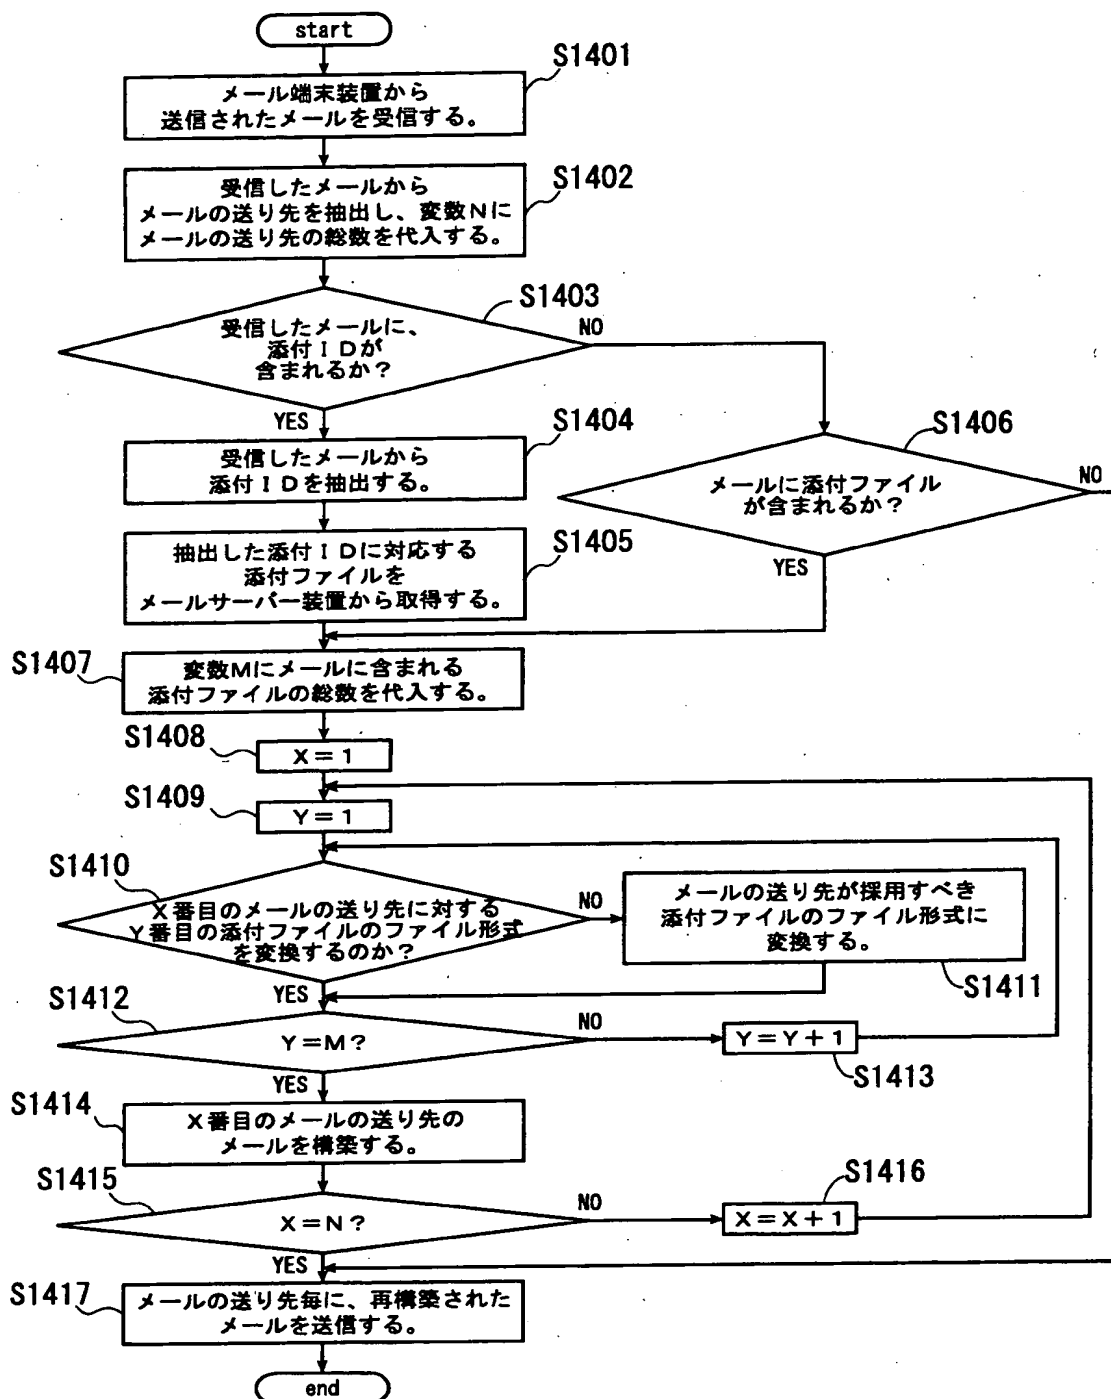 start
S1401
メール端末装置から
送信されたメールを受信する。
S1402
受信したメールから
メールの送り先を抽出し、変数Nに
メールの送り先の総数を代入する。
S1403
受信したメールに、
添付IDが
含まれるか?
NO
YES
S1404
受信したメールから
添付IDを抽出する。
S1406
メールに添付ファイル
が含まれるか?
NO
YES
S1405
抽出した添付IDに対応する
添付ファイルを
メールサーバー装置から取得する。
S1407
変数Mにメールに含まれる
添付ファイルの総数を代入する。
S1408
X=1
S1409
Y=1
S1410
X番目のメールの送り先に対する
Y番目の添付ファイルのファイル形式
を変換するのか?
NO
YES
メールの送り先が採用すべき
添付ファイルのファイル形式に
変換する。
S1411
S1412
Y=M?
NO
YES
Y=Y+1
S1413
S1414
X番目のメールの送り先の
メールを構築する。
S1415
X=N?
NO
YES
S1416
X=X+1
S1417
メールの送り先毎に、再構築された
メールを送信する。
end